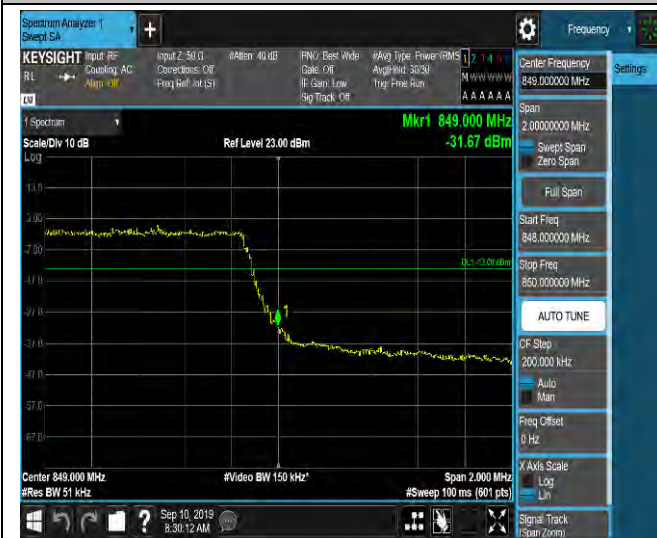 Spectrum Analyzer 1
Swept SA
+
Frequency
KEYSIGHT
RL
Input: RF
Coupling: AC
Align: Off
Input Z: 50 Ω
Corrections: Off
Freq Ref: Int (S)
#Atten: 40 dB
PNO: Best Wide
Gate: Off
IF Gain: Low
Sig Track: Off
#Avg Type: Power (RMS
Avg|Hold: 30/30
Trig: Free Run
M W W W W W
A A A A A A
1 Spectrum
Scale/Div 10 dB
Log
Ref Level 23.00 dBm
Mkr1 849.000 MHz
-31.67 dBm
13.0
3.00
-7.00
-17.0
-27.0
-37.0
-47.0
-57.0
-67.0
DL1 -13.00 dBm
1
Center 849.000 MHz
#Res BW 51 kHz
#Video BW 150 kHz*
Span 2.000 MHz
#Sweep 100 ms (601 pts)
Center Frequency
849.000000 MHz
Settings
Span
2.00000000 MHz
Swept Span
Zero Span
Full Span
Start Freq
848.000000 MHz
Stop Freq
850.000000 MHz
AUTO TUNE
CF Step
200.000 kHz
Auto
Man
Freq Offset
0 Hz
X Axis Scale
Log
Lin
Signal Track
(Span Zoom)
?
Sep 10, 2019
8:30:12 AM